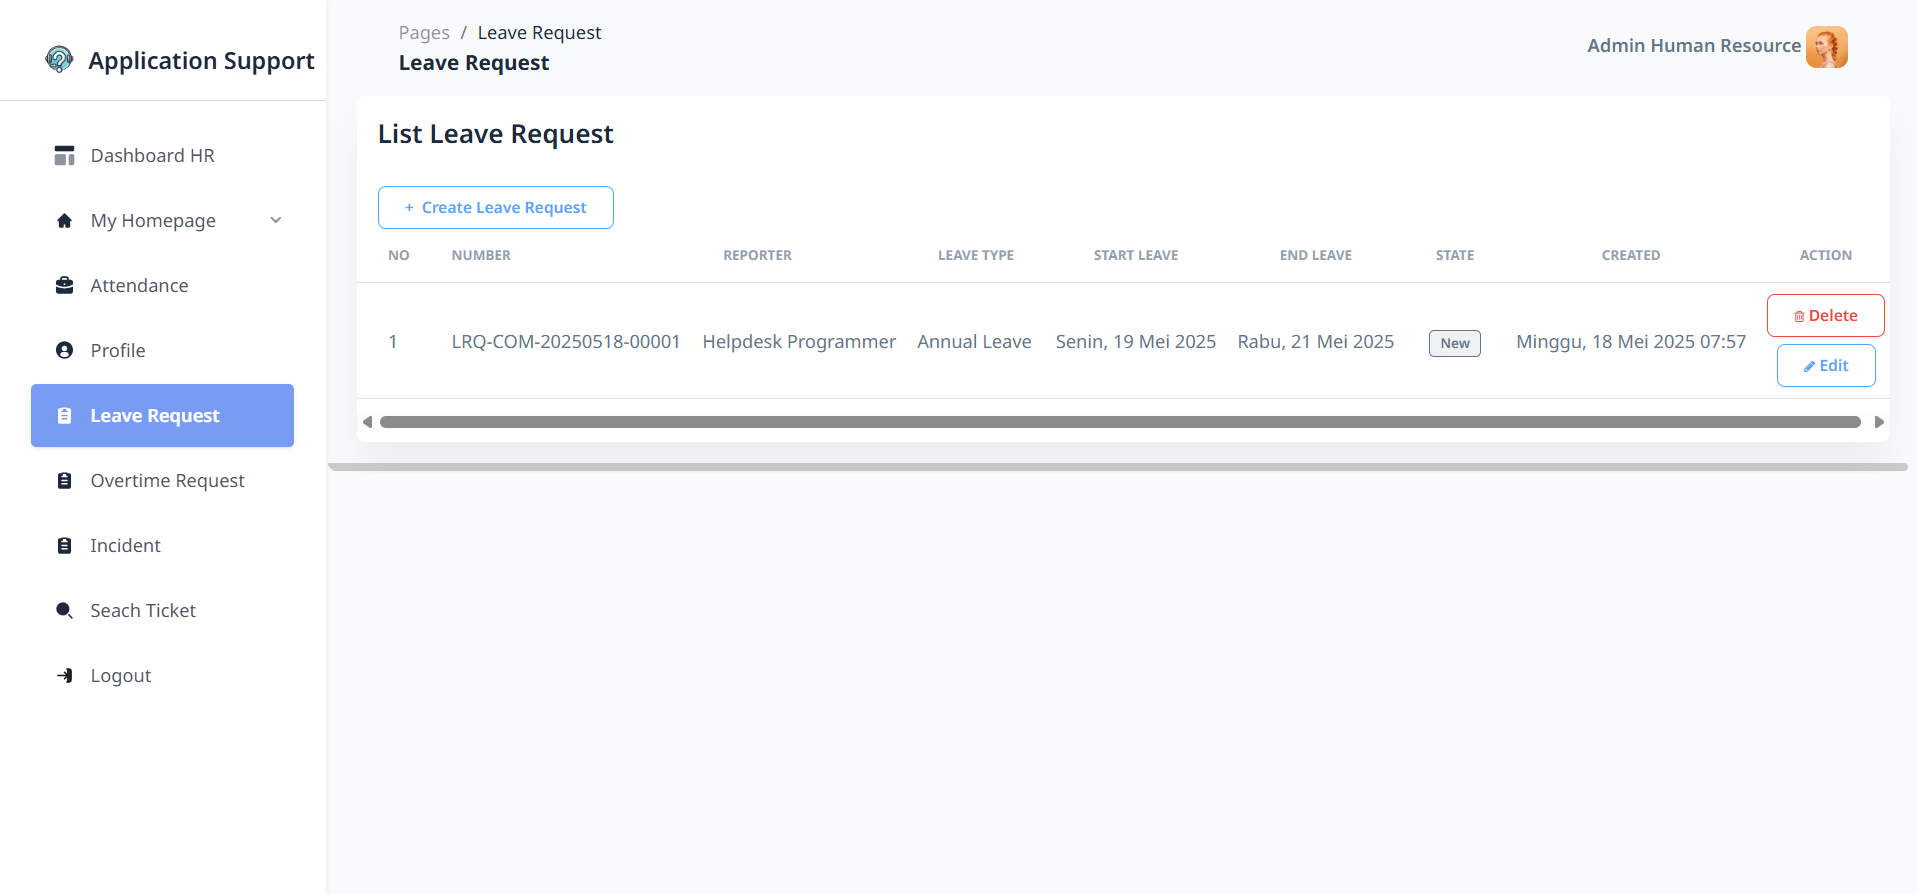 Application Support
Dashboard HR
My Homepage
Attendance
Profile
Leave Request
Overtime Request
Incident
Seach Ticket
Logout
Pages / Leave Request
Leave Request
Admin Human Resource
List Leave Request
+ Create Leave Request
NO NUMBER REPORTER LEAVE TYPE START LEAVE END LEAVE STATE CREATED ACTION
1 LRQ-COM-20250518-00001 Helpdesk Programmer Annual Leave Senin, 19 Mei 2025 Rabu, 21 Mei 2025 New Minggu, 18 Mei 2025 07:57
Delete
Edit